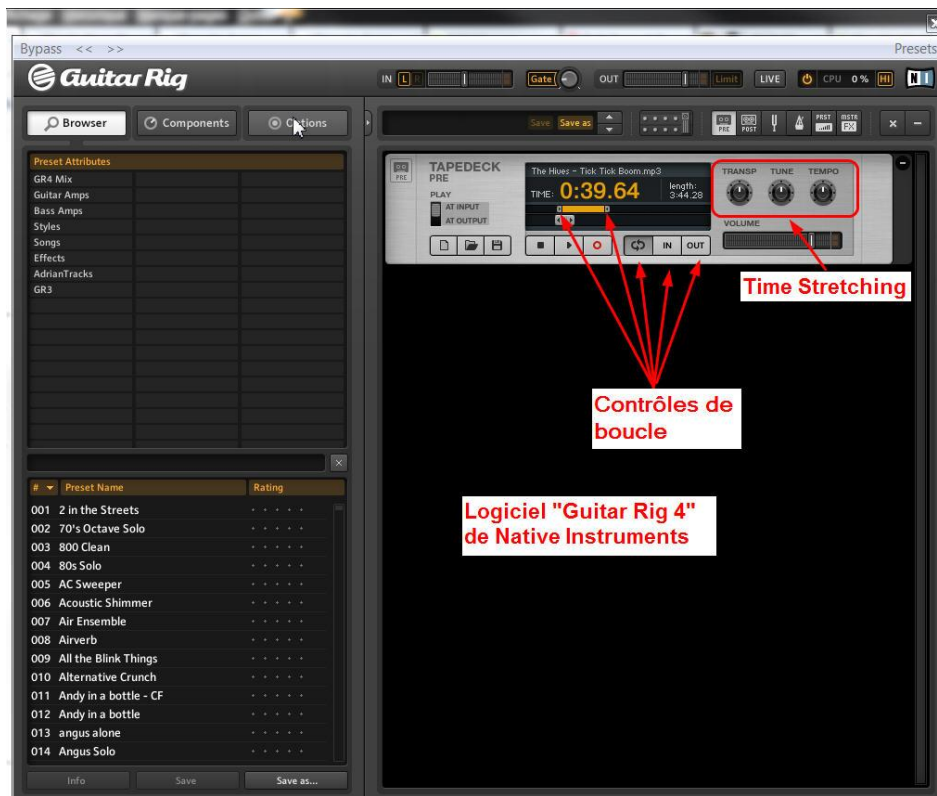 Bypass << >> Presets
Guitar Rig
IN L R Gate OUT Limit LIVE CPU 0 % HI NI
Browser Components Options
Save Save as PRE POST PRST MSTR FX × −
Preset Attributes
GR4 Mix
Guitar Amps
Bass Amps
Styles
Songs
Effects
AdrianTracks
GR3
PRE
TAPEDECK
PRE
PLAY
AT INPUT
AT OUTPUT
The Hives - Tick Tick Boom.mp3
TIME: 0:39.64 length:
3:44.28
IN OUT
TRANSP TUNE TEMPO
VOLUME
Time Stretching
Contrôles de
boucle
Logiciel "Guitar Rig 4"
de Native Instruments
# Preset Name Rating
001 2 in the Streets
002 70's Octave Solo
003 800 Clean
004 80s Solo
005 AC Sweeper
006 Acoustic Shimmer
007 Air Ensemble
008 Airverb
009 All the Blink Things
010 Alternative Crunch
011 Andy in a bottle - CF
012 Andy in a bottle
013 angus alone
014 Angus Solo
Info Save Save as...